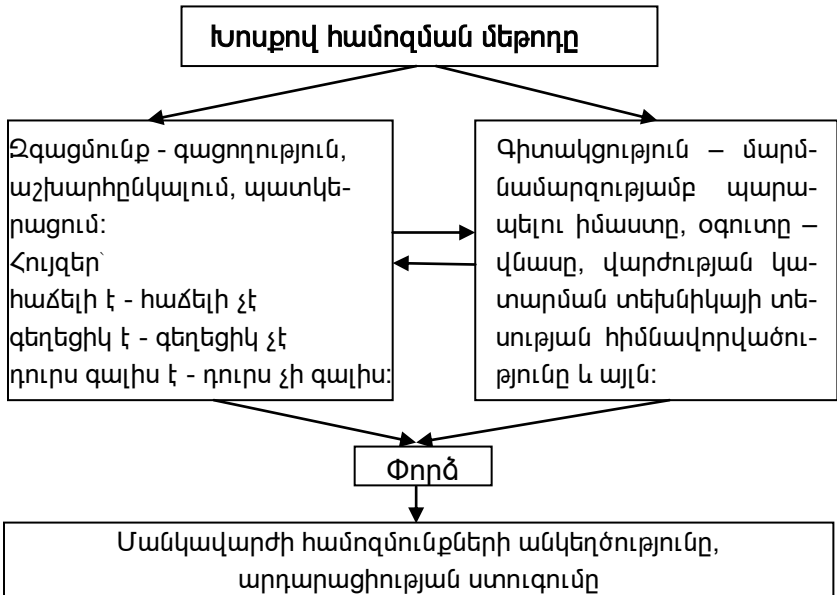 Խոսքով համոզման մեթոդը
Զգացմունք - գացողություն,
աշխարհընկալում, պատկե-
րացում:
Հույզեր՝
հաճելի է - հաճելի չէ
գեղեցիկ է - գեղեցիկ չէ
դուրս գալիս է - դուրս չի գալիս:
Գիտակցություն – մարմ-
նամարզությամբ պարա-
պելու իմաստը, օգուտը –
վնասը, վարժության կա-
տարման տեխնիկայի տե-
սության հիմնավորվածու-
թյունը և այլն:
Փորձ
Մանկավարժի համոզմունքների անկեղծությունը,
արդարացիության ստուգումը